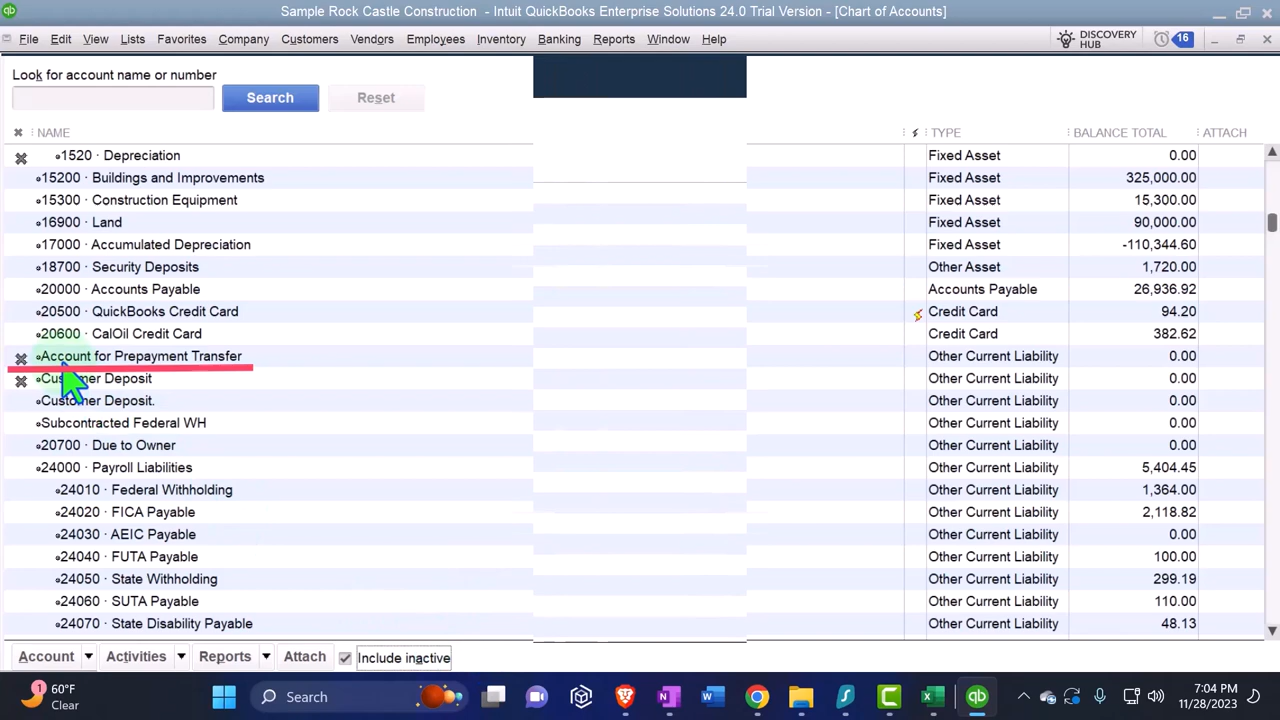 Sample Rock Castle Construction - Intuit QuickBooks Enterprise Solutions 24.0 Trial Version - [Chart of Accounts]
File Edit View Lists Favorites Company Customers Vendors Employees Inventory Banking Reports Window Help DISCOVERY HUB 16
Look for account name or number
Search Reset
NAME TYPE BALANCE TOTAL ATTACH
1520 · Depreciation Fixed Asset 0.00
15200 · Buildings and Improvements Fixed Asset 325,000.00
15300 · Construction Equipment Fixed Asset 15,300.00
16900 · Land Fixed Asset 90,000.00
17000 · Accumulated Depreciation Fixed Asset -110,344.60
18700 · Security Deposits Other Asset 1,720.00
20000 · Accounts Payable Accounts Payable 26,936.92
20500 · QuickBooks Credit Card Credit Card 94.20
20600 · CalOil Credit Card Credit Card 382.62
Account for Prepayment Transfer Other Current Liability 0.00
Customer Deposit Other Current Liability 0.00
Customer Deposit. Other Current Liability 0.00
Subcontracted Federal WH Other Current Liability 0.00
20700 · Due to Owner Other Current Liability 0.00
24000 · Payroll Liabilities Other Current Liability 5,404.45
24010 · Federal Withholding Other Current Liability 1,364.00
24020 · FICA Payable Other Current Liability 2,118.82
24030 · AEIC Payable Other Current Liability 0.00
24040 · FUTA Payable Other Current Liability 100.00
24050 · State Withholding Other Current Liability 299.19
24060 · SUTA Payable Other Current Liability 110.00
24070 · State Disability Payable Other Current Liability 48.13
Account Activities Reports Attach Include inactive
1 60°F Clear Search 7:04 PM 11/28/2023